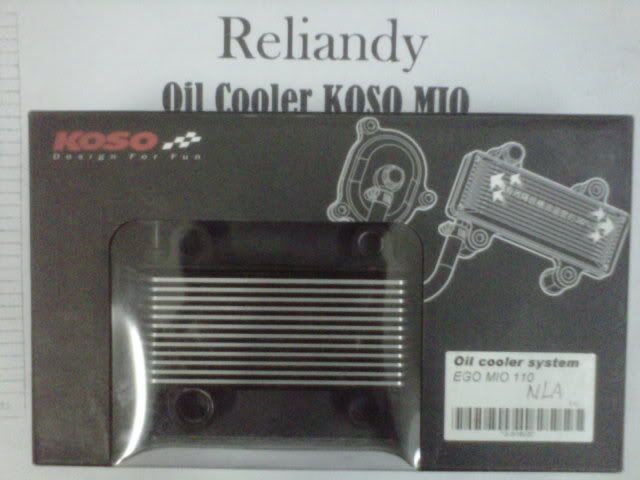 Reliandy
Oil Cooler KOSO MIO
KOSO
Design For Fun
Oil cooler system
EGO MIO 110
NLA